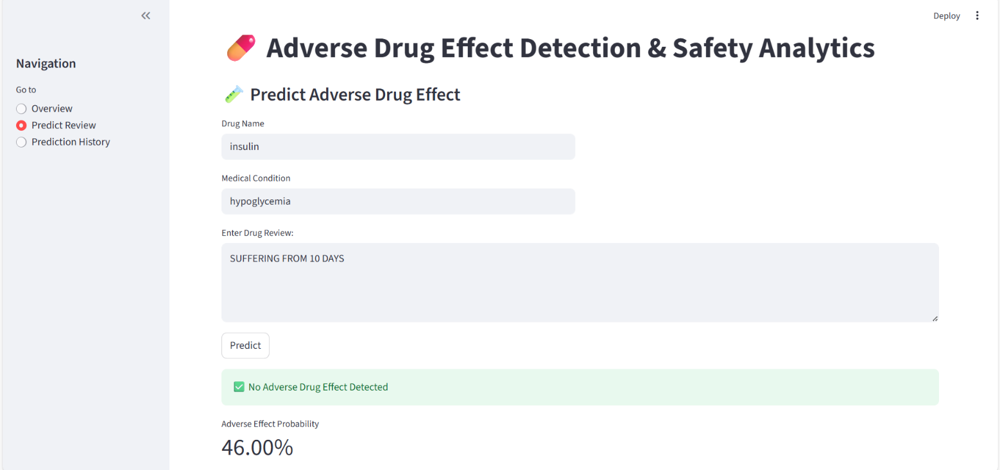 Deploy
Navigation
Go to
Overview
Predict Review
Prediction History
Adverse Drug Effect Detection & Safety Analytics
Predict Adverse Drug Effect
Drug Name
insulin
Medical Condition
hypoglycemia
Enter Drug Review:
SUFFERING FROM 10 DAYS
Predict
No Adverse Drug Effect Detected
Adverse Effect Probability
46.00%